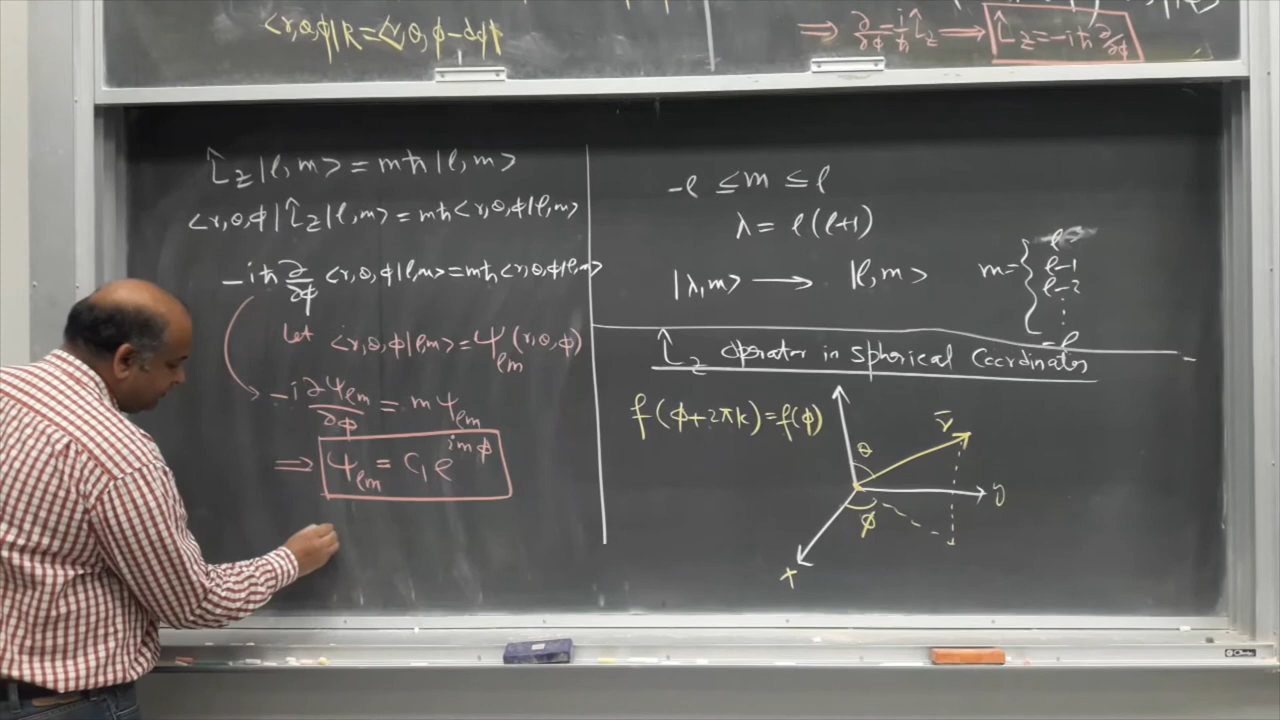 <r,θ,φ|R = <r,θ,φ-dφ|
⇒ ∂/∂φ = i/ħ L̂z ⇒ L̂z = -iħ ∂/∂φ
L̂z |l,m> = mħ |l,m>
<r,θ,φ|L̂z|l,m> = mħ <r,θ,φ|l,m>
-iħ ∂/∂φ <r,θ,φ|l,m> = mħ <r,θ,φ|l,m>
Let <r,θ,φ|l,m> = Ψlm(r,θ,φ)
-i ∂Ψlm/∂φ = m Ψlm
⇒ Ψlm = C1 e^{imφ}
-l ≤ m ≤ l
λ = l(l+1)
|λ,m> → |l,m>
m = { l
l-1
l-2
⋮
-l
L̂z operator in Spherical Coordinates
f(φ+2πk) = f(φ)
r̄
θ
φ
x